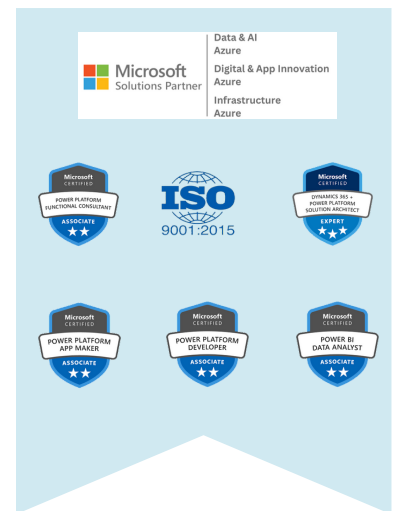 Microsoft
Solutions Partner
Data & AI
Azure
Digital & App Innovation
Azure
Infrastructure
Azure
Microsoft
CERTIFIED
POWER PLATFORM
FUNCTIONAL CONSULTANT
ASSOCIATE
ISO
9001:2015
Microsoft
CERTIFIED
DYNAMICS 365 +
POWER PLATFORM
SOLUTION ARCHITECT
EXPERT
Microsoft
CERTIFIED
POWER PLATFORM
APP MAKER
ASSOCIATE
Microsoft
CERTIFIED
POWER PLATFORM
DEVELOPER
ASSOCIATE
Microsoft
CERTIFIED
POWER BI
DATA ANALYST
ASSOCIATE